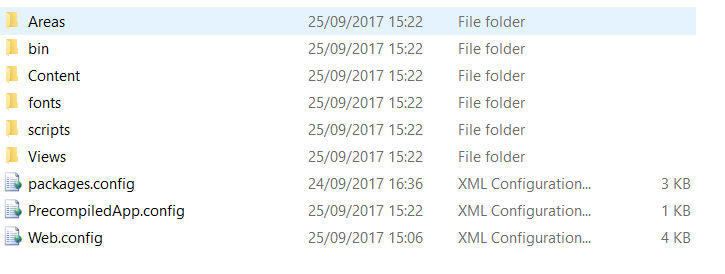 Areas 25/09/2017 15:22 File folder
bin 25/09/2017 15:22 File folder
Content 25/09/2017 15:22 File folder
fonts 25/09/2017 15:22 File folder
scripts 25/09/2017 15:22 File folder
Views 25/09/2017 15:22 File folder
packages.config 24/09/2017 16:36 XML Configuration... 3 KB
PrecompiledApp.config 25/09/2017 15:22 XML Configuration... 1 KB
Web.config 25/09/2017 15:06 XML Configuration... 4 KB